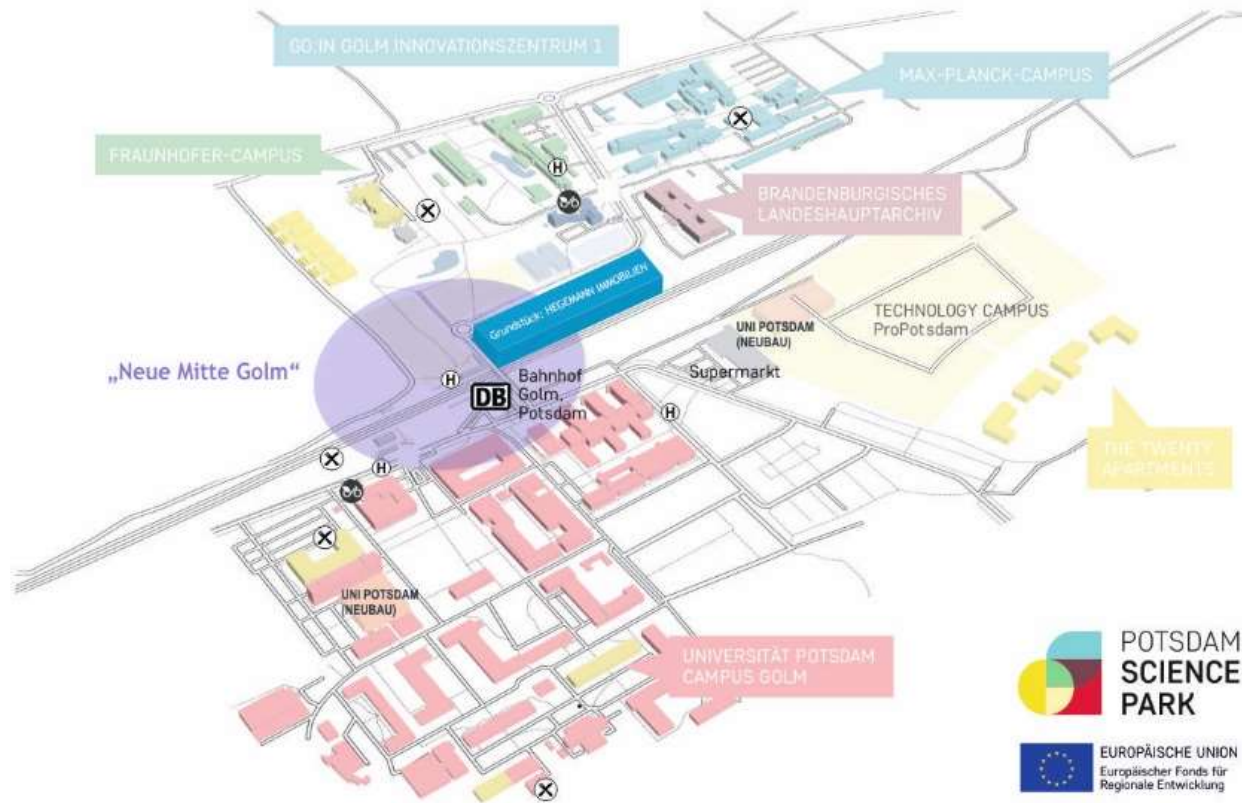 GO:IN GOLM INNOVATIONSZENTRUM 1
MAX-PLANCK-CAMPUS
FRAUNHOFER-CAMPUS
H
BRANDENBURGISCHES
LANDESHAUPTARCHIV
Grundstück: HEGEMANN IMMOBILIEN
TECHNOLOGY CAMPUS
ProPotsdam
UNI POTSDAM
(NEUBAU)
Supermarkt
„Neue Mitte Golm“
H
DB
Bahnhof
Golm,
Potsdam
H
THE TWENTY
APARTMENTS
H
UNI POTSDAM
(NEUBAU)
UNIVERSITÄT POTSDAM
CAMPUS GOLM
POTSDAM
SCIENCE
PARK
EUROPÄISCHE UNION
Europäischer Fonds für
Regionale Entwicklung